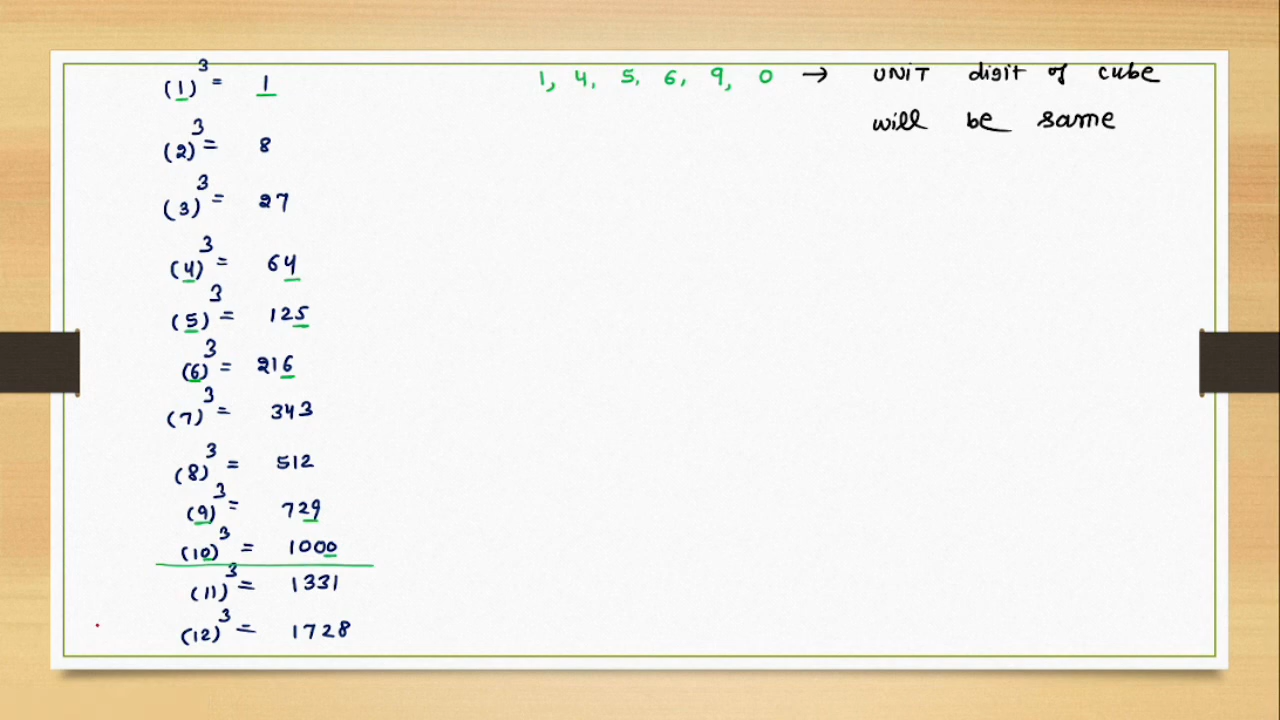 (1)³ = 1
(2)³ = 8
(3)³ = 27
(4)³ = 64
(5)³ = 125
(6)³ = 216
(7)³ = 343
(8)³ = 512
(9)³ = 729
(10)³ = 1000
(11)³ = 1331
(12)³ = 1728
1, 4, 5, 6, 9, 0 → UNIT digit of cube
will be same